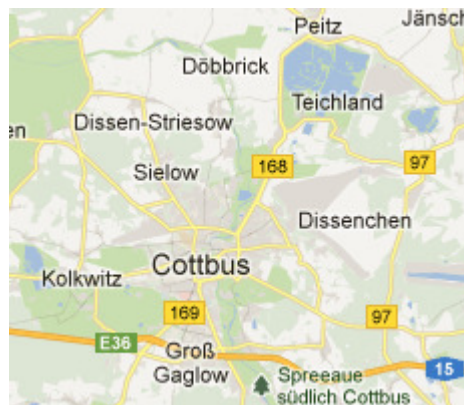 Peitz
Jänsch
Döbbrick
Teichland
Dissen-Striesow
en
168
97
Sielow
Dissenchen
Cottbus
Kolkwitz
169
97
E36
Groß
Gaglow
15
Spreeaue
südlich Cottbus